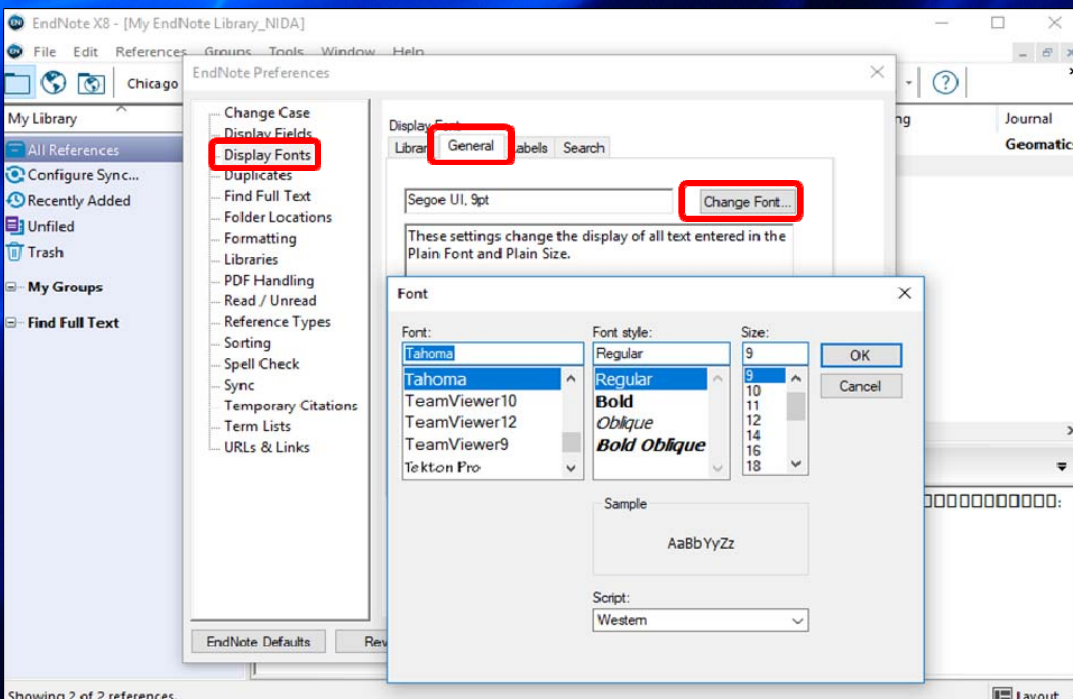 EndNote X8 - [My EndNote Library_NIDA]
File Edit References Groups Tools Window Help
Chicago
My Library
All References
Configure Sync...
Recently Added
Unfiled
Trash
My Groups
Find Full Text
Showing 2 of 2 references.
EndNote Preferences
Change Case
Display Fields
Display Fonts
Duplicates
Find Full Text
Folder Locations
Formatting
Libraries
PDF Handling
Read / Unread
Reference Types
Sorting
Spell Check
Sync
Temporary Citations
Term Lists
URLs & Links
EndNote Defaults
Display Font
General Labels Search
Segoe UI, 9pt
Change Font...
These settings change the display of all text entered in the
Plain Font and Plain Size.
Font
Font: Font style: Size:
Tahoma Regular 9
OK
Cancel
Tahoma Regular 9
TeamViewer10 Bold 10
TeamViewer12 Oblique 11
TeamViewer9 Bold Oblique 12
Tekton Pro 14
16
18
Sample
AaBbYyZz
Script:
Western
Journal
Geomatics
Layout